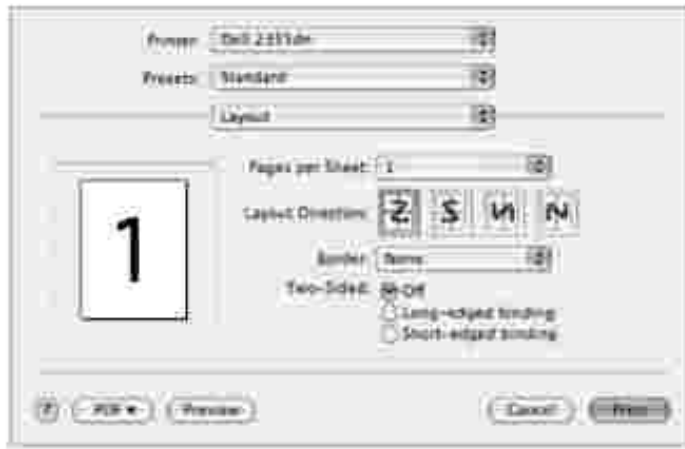 Printer: Dell 2335dn
Presets: Standard
Layout
Pages per Sheet: 1
Layout Direction:
Border: None
Two-Sided: Off
Long-edged binding
Short-edged binding
1
? PDF Preview Cancel Print